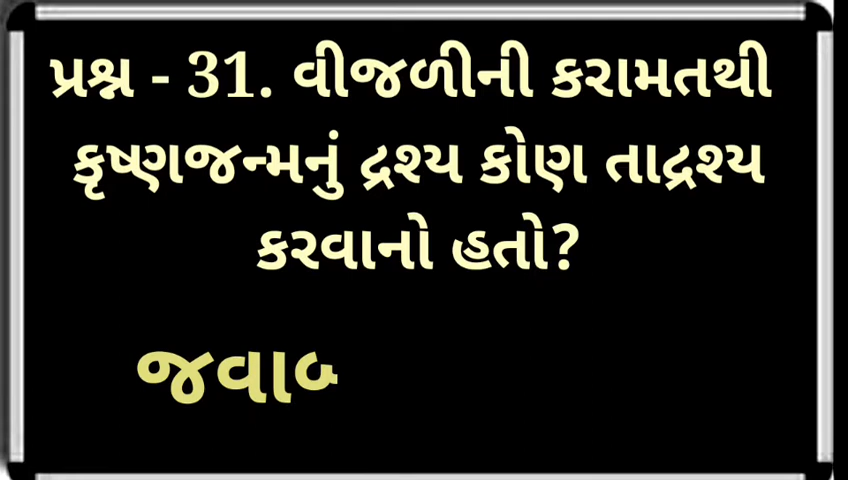 પ્રશ્ન - 31. વીજળીની કરામતથી
કૃષ્ણજન્મનું દ્રશ્ય કોણ તાદ્રશ્ય
કરવાનો હતો?
જવાબ